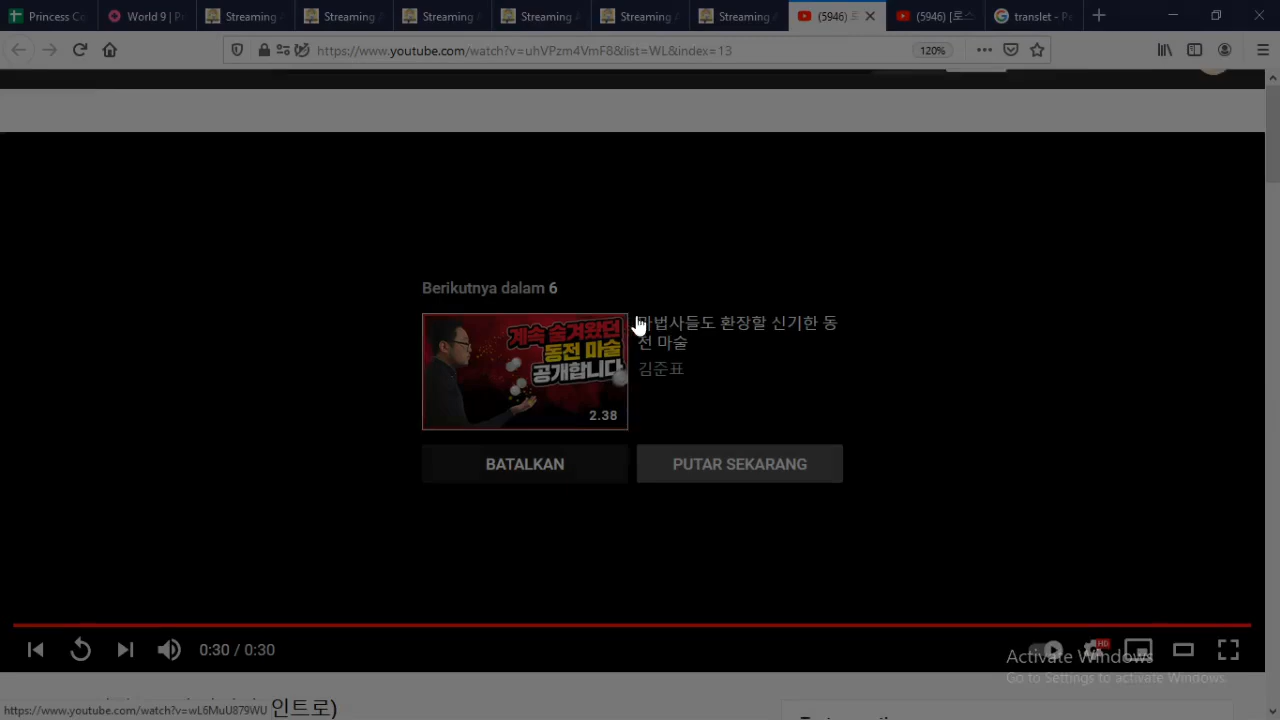 Princess Co
World 9 | P
Streaming
Streaming
Streaming
Streaming
Streaming
Streaming
(5946)
(5946) [로스
translet - Pe
https://www.youtube.com/watch?v=uhVPzm4VmF8&list=WL&index=13
120%
Berikutnya dalam 6
계속 숨겨왔던
동전 마술
공개합니다
2.38
마법사들도 환장할 신기한 동
전 마술
김준표
BATALKAN
PUTAR SEKARANG
0:30 / 0:30
HD
Activate Windows
Go to Settings to activate Windows.
https://www.youtube.com/watch?v=wL6MuU879WU
인트로)